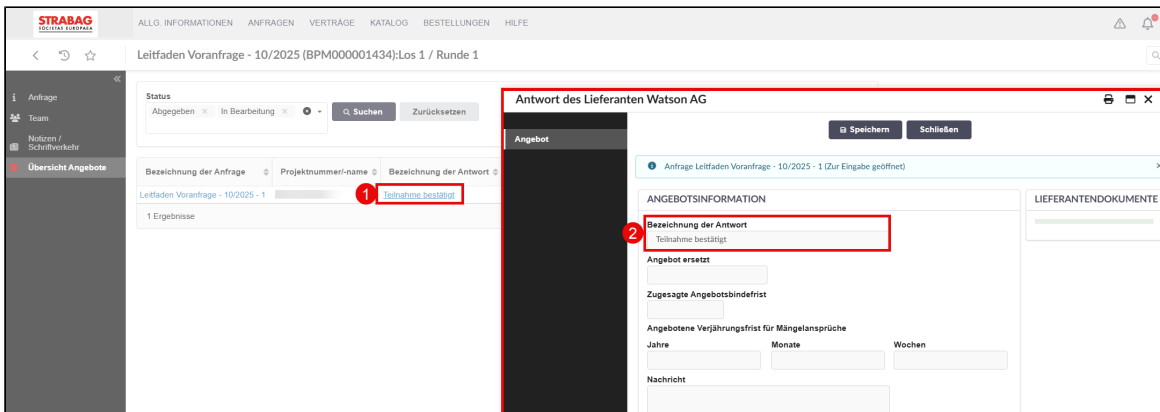 STRABAG
SOCIETAS EUROPAEA
ALLG. INFORMATIONEN ANFRAGEN VERTRÄGE KATALOG BESTELLUNGEN HILFE
Leitfaden Voranfrage - 10/2025 (BPM000001434):Los 1 / Runde 1
Anfrage
Team
Notizen /
Schriftverkehr
Übersicht Angebote
Status
Abgegeben × In Bearbeitung ×
Suchen
Zurücksetzen
Bezeichnung der Anfrage Projektnummer/-name Bezeichnung der Antwort
Leitfaden Voranfrage - 10/2025 - 1 1 Teilnahme bestätigt
1 Ergebnisse
Antwort des Lieferanten Watson AG
Angebot
Speichern Schließen
Anfrage Leitfaden Voranfrage - 10/2025 - 1 (Zur Eingabe geöffnet)
ANGEBOTSINFORMATION
2 Bezeichnung der Antwort
Teilnahme bestätigt
Angebot ersetzt
Zugesagte Angebotsbindefrist
Angebotene Verjährungsfrist für Mängelansprüche
Jahre Monate Wochen
Nachricht
LIEFERANTENDOKUMENTE